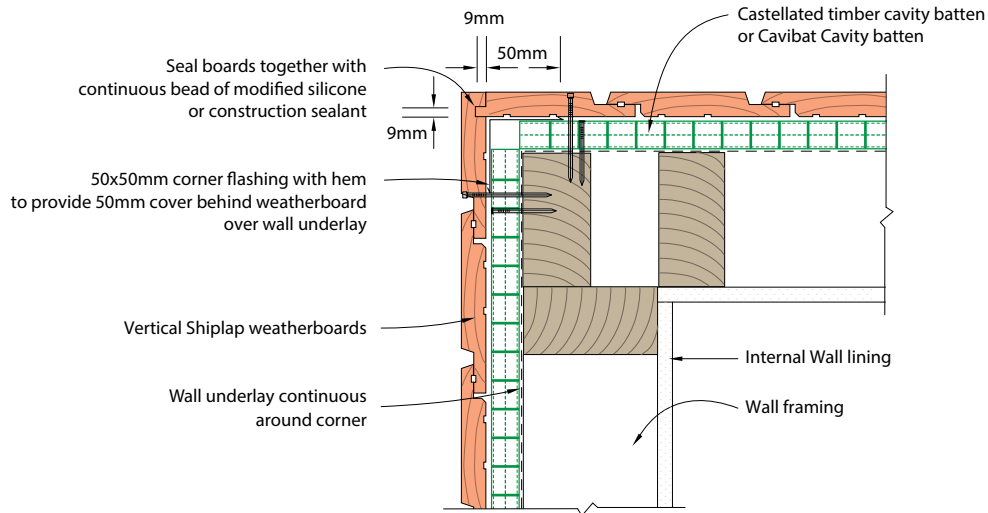 9mm
50mm
Castellated timber cavity batten
or Cavibat Cavity batten
Seal boards together with
continuous bead of modified silicone
or construction sealant
9mm
50x50mm corner flashing with hem
to provide 50mm cover behind weatherboard
over wall underlay
Vertical Shiplap weatherboards
Wall underlay continuous
around corner
Internal Wall lining
Wall framing